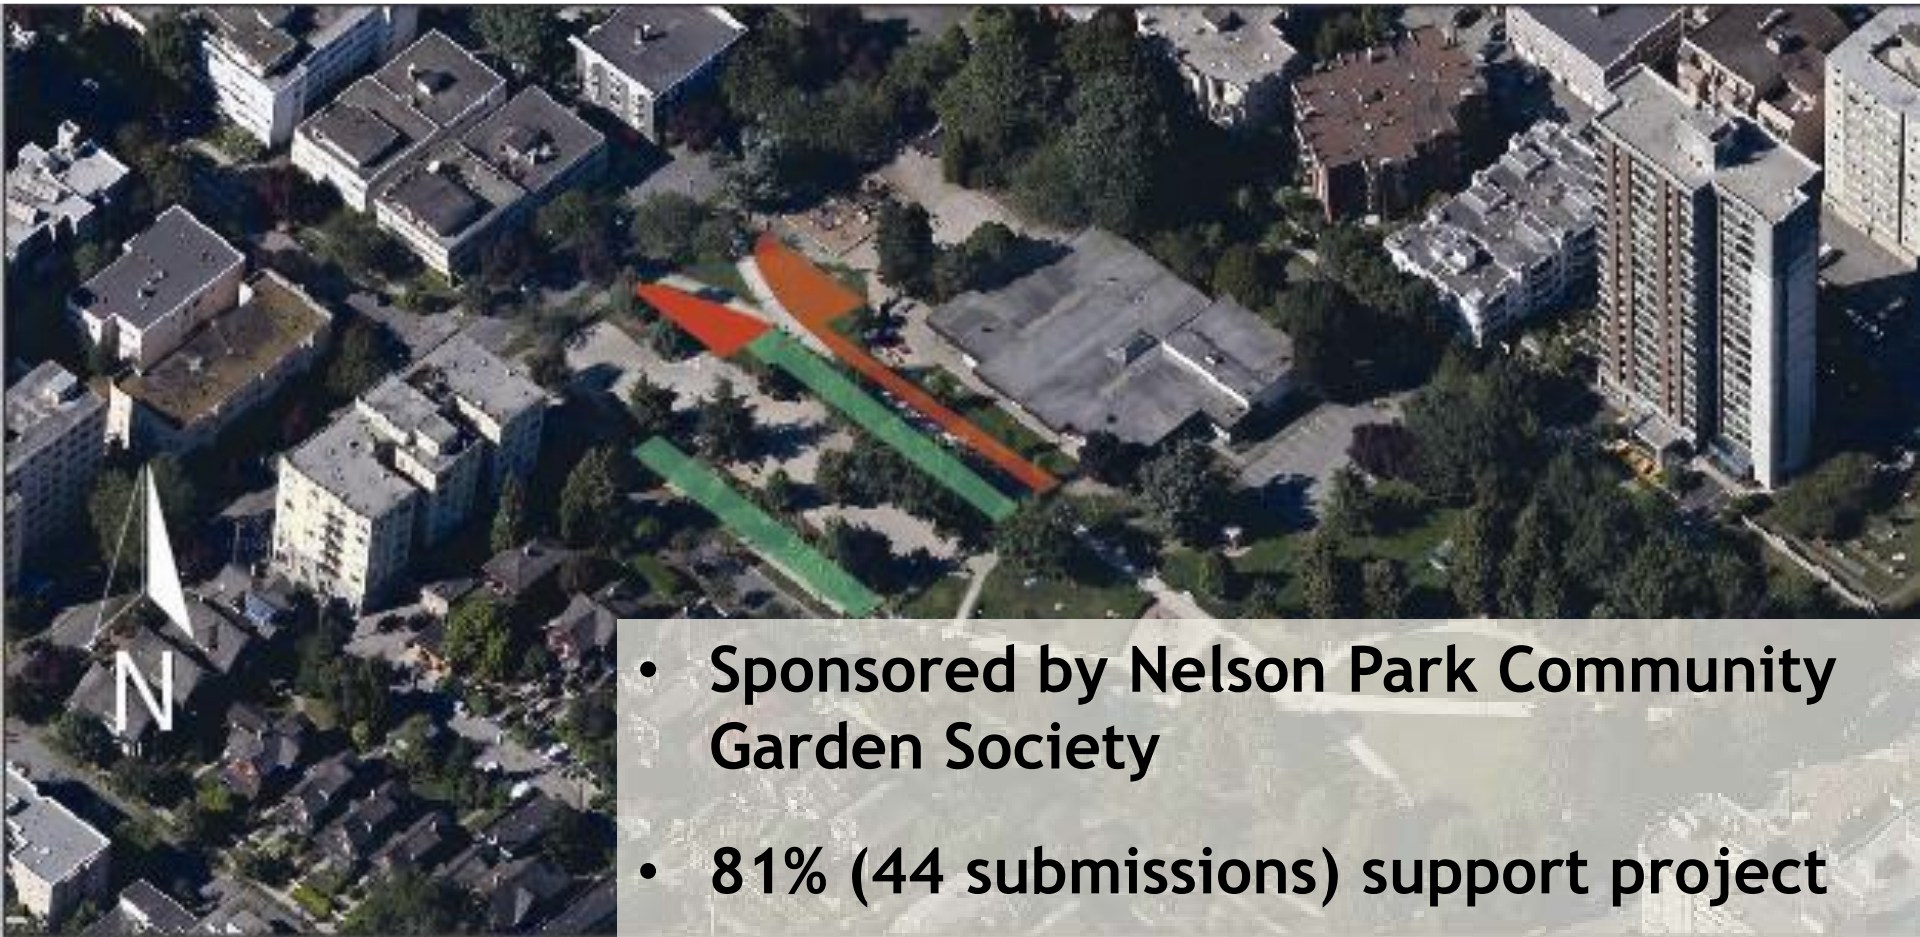 N
• Sponsored by Nelson Park Community
Garden Society
• 81% (44 submissions) support project